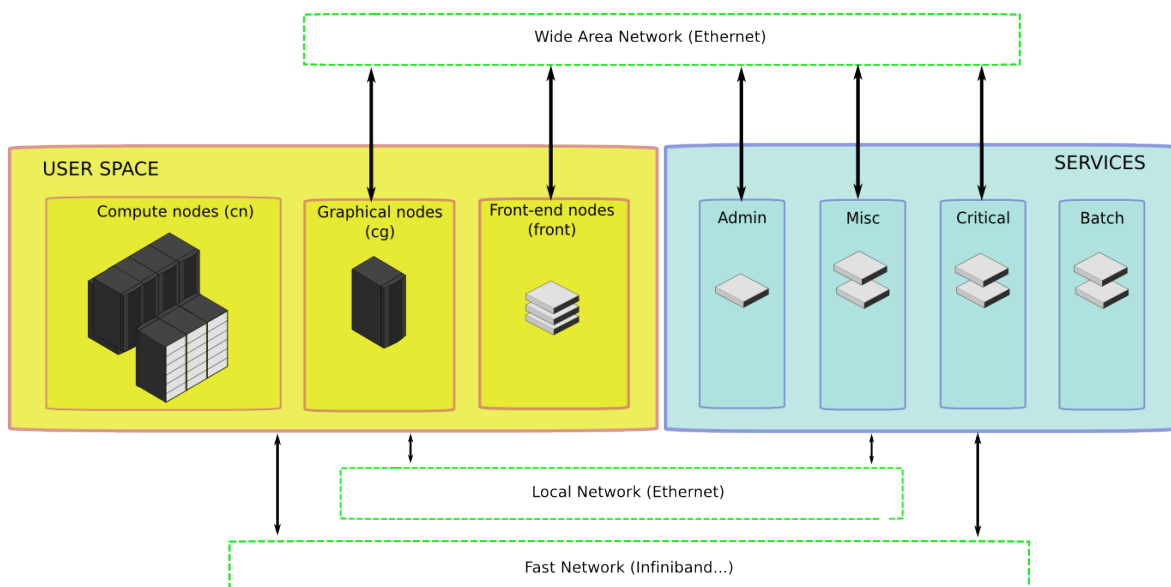 Wide Area Network (Ethernet)
USER SPACE
SERVICES
Compute nodes (cn)
Graphical nodes
(cg)
Front-end nodes
(front)
Admin
Misc
Critical
Batch
Local Network (Ethernet)
Fast Network (Infiniband...)